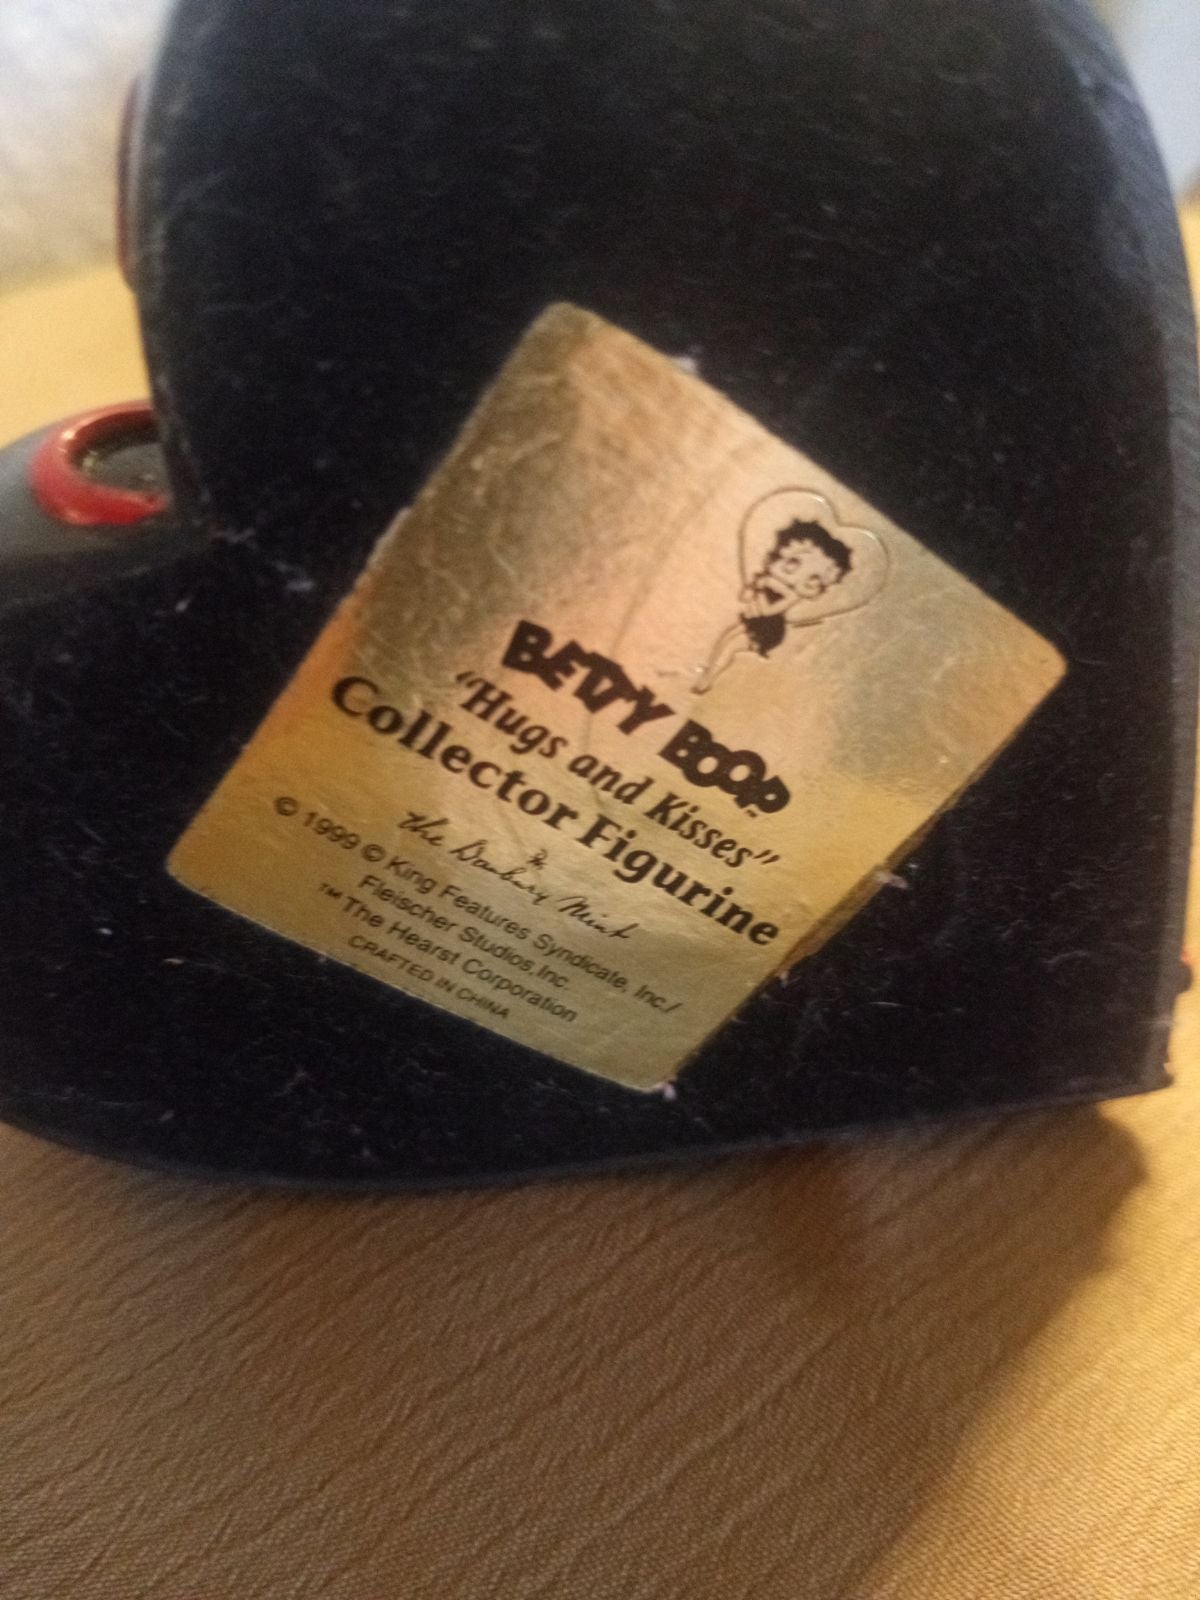 BETTY BOOP™
"Hugs and Kisses"
Collector Figurine
the Danbury Mint
© 1999 © King Features Syndicate, Inc./
Fleischer Studios,Inc.
™ The Hearst Corporation
CRAFTED IN CHINA